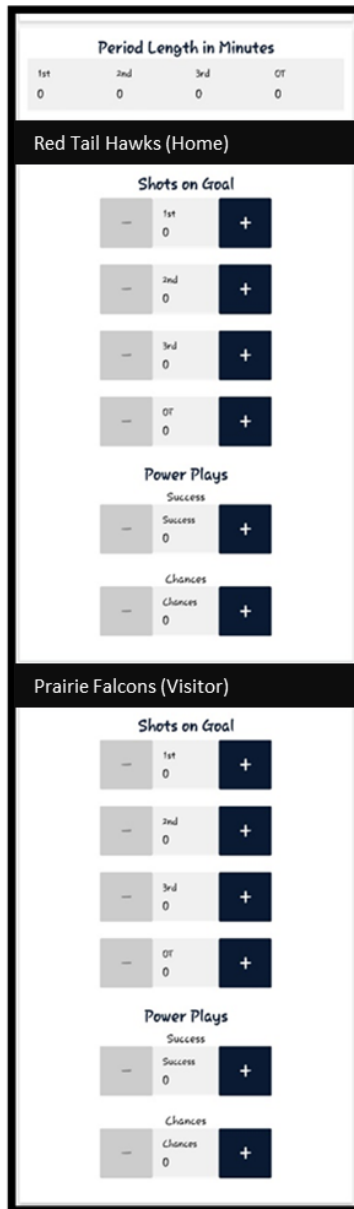 Period Length in Minutes
1st 2nd 3rd OT
0 0 0 0
Red Tail Hawks (Home)
Shots on Goal
1st
− 0 +
2nd
− 0 +
3rd
− 0 +
OT
− 0 +
Power Plays
Success
Success
− 0 +
Chances
Chances
− 0 +
Prairie Falcons (Visitor)
Shots on Goal
1st
− 0 +
2nd
− 0 +
3rd
− 0 +
OT
− 0 +
Power Plays
Success
Success
− 0 +
Chances
Chances
− 0 +